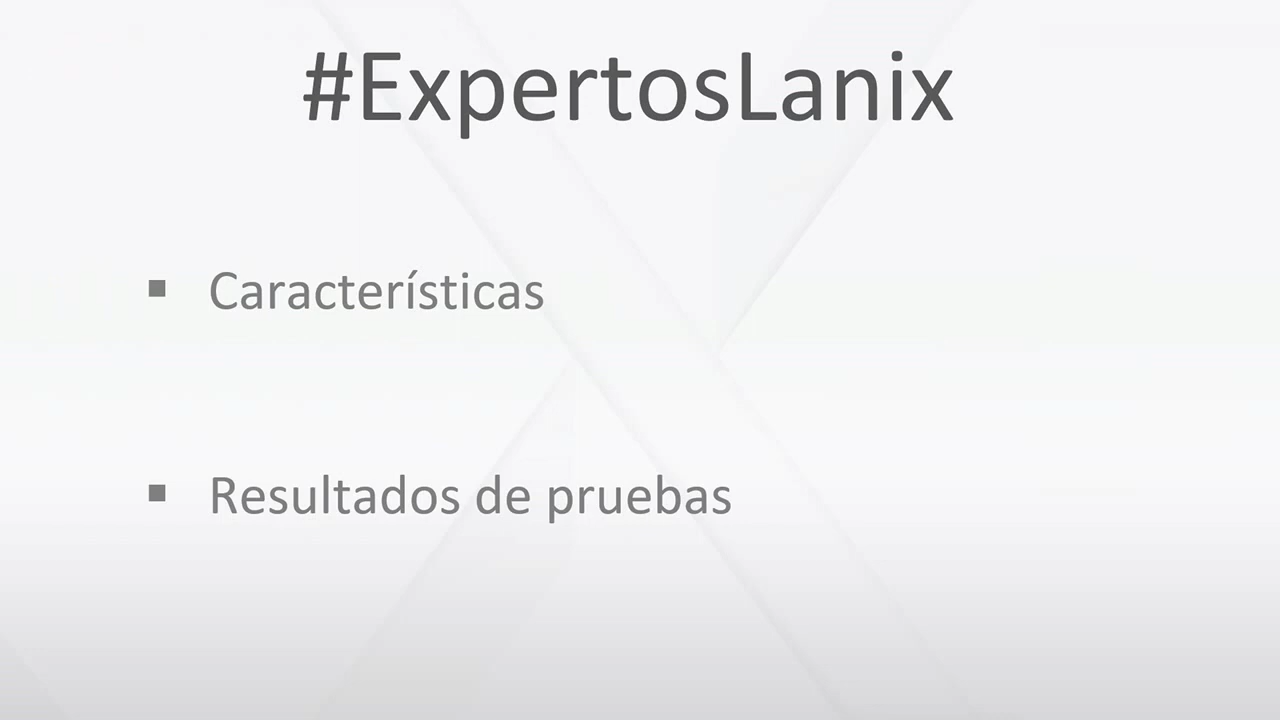 #ExpertosLanix
▪ Características
▪ Resultados de pruebas